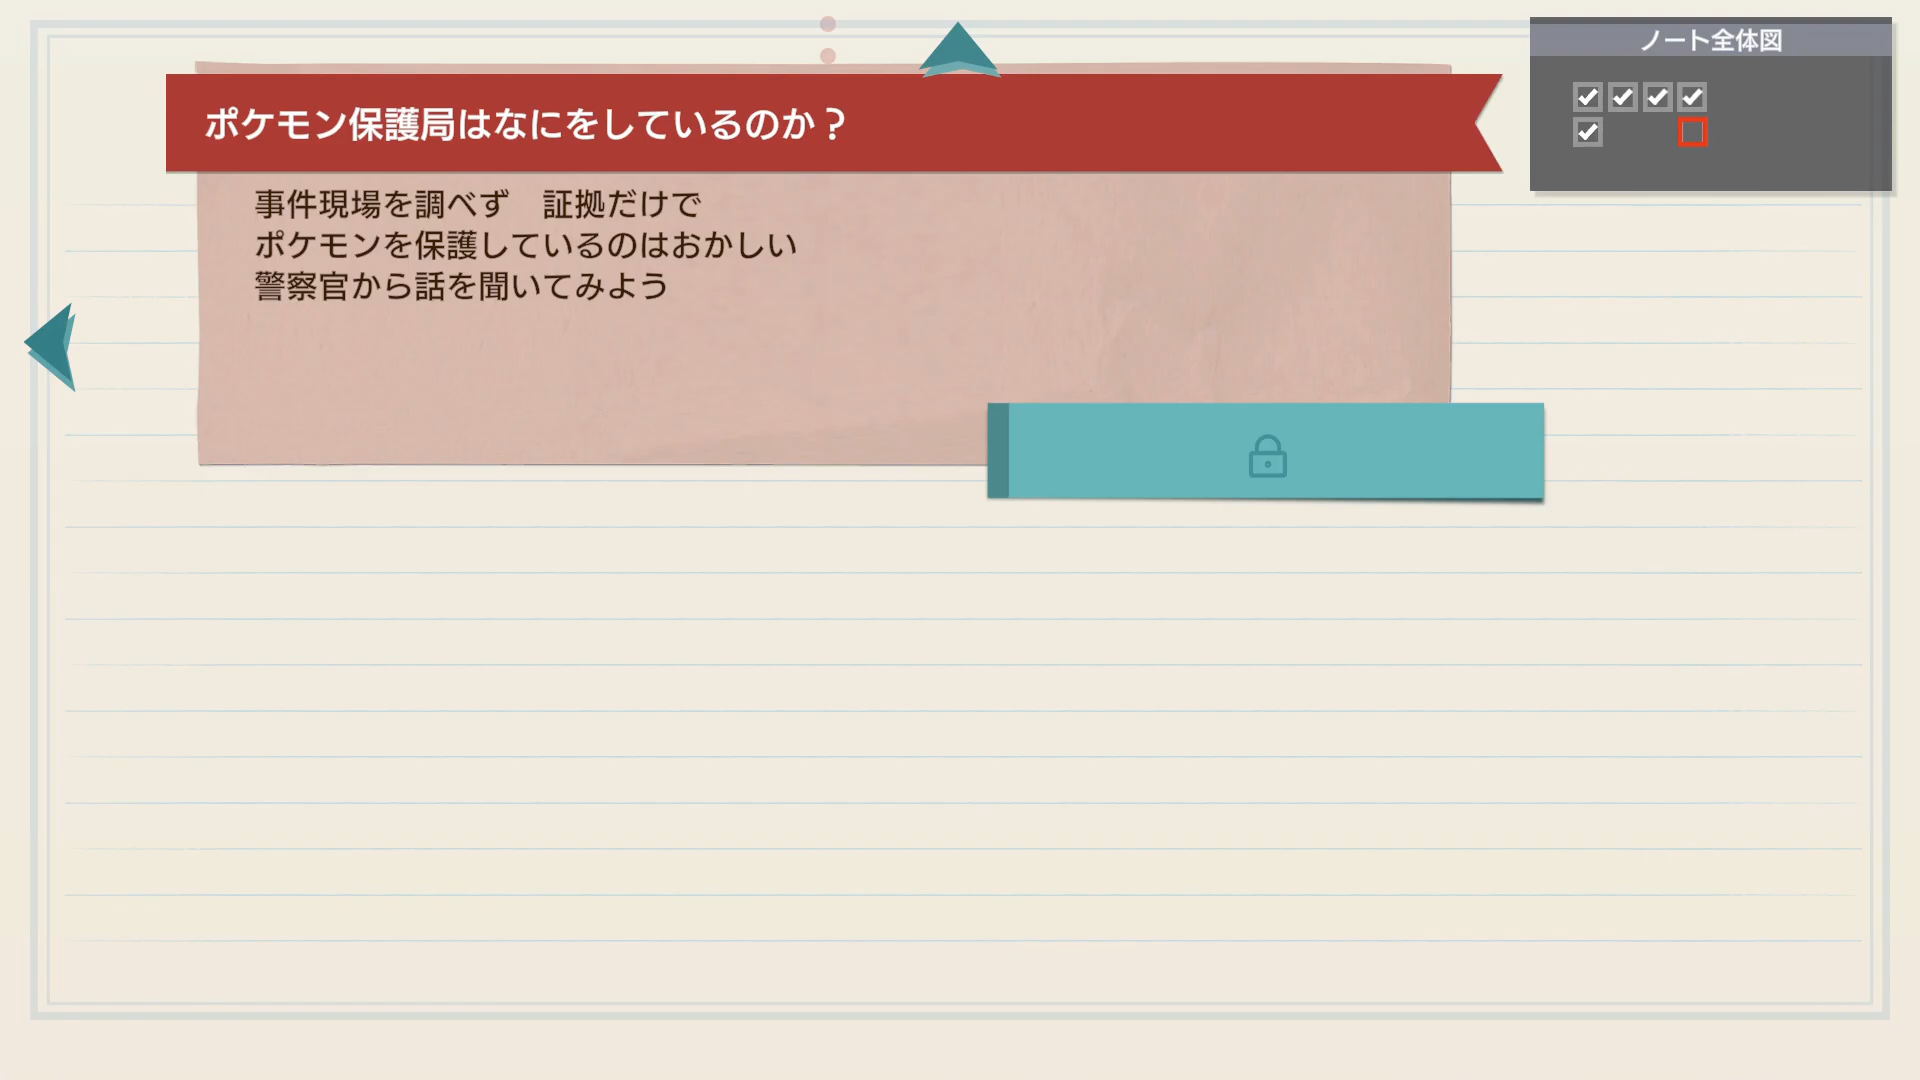 ノート全体図
ポケモン保護局はなにをしているのか？
事件現場を調べず　証拠だけで
ポケモンを保護しているのはおかしい
警察官から話を聞いてみよう